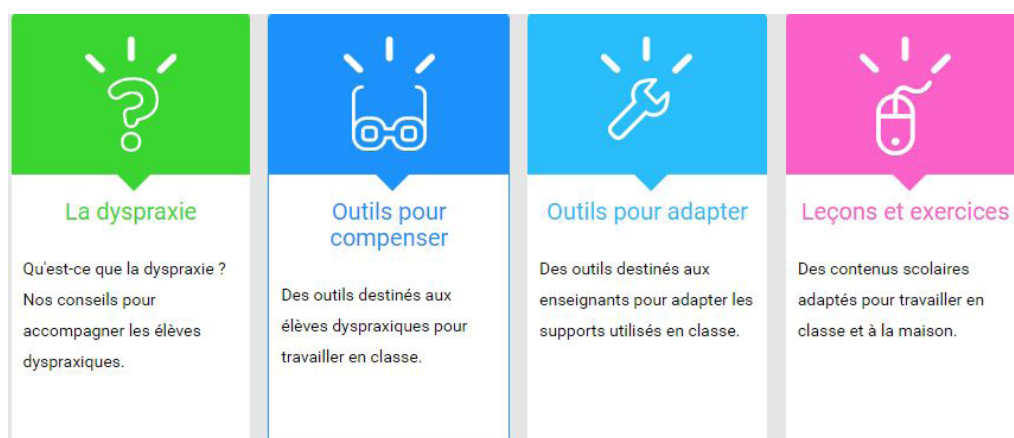 La dyspraxie
Qu'est-ce que la dyspraxie ?
Nos conseils pour
accompagner les élèves
dyspraxiques.
Outils pour
compenser
Des outils destinés aux
élèves dyspraxiques pour
travailler en classe.
Outils pour adapter
Des outils destinés aux
enseignants pour adapter les
supports utilisés en classe.
Leçons et exercices
Des contenus scolaires
adaptés pour travailler en
classe et à la maison.